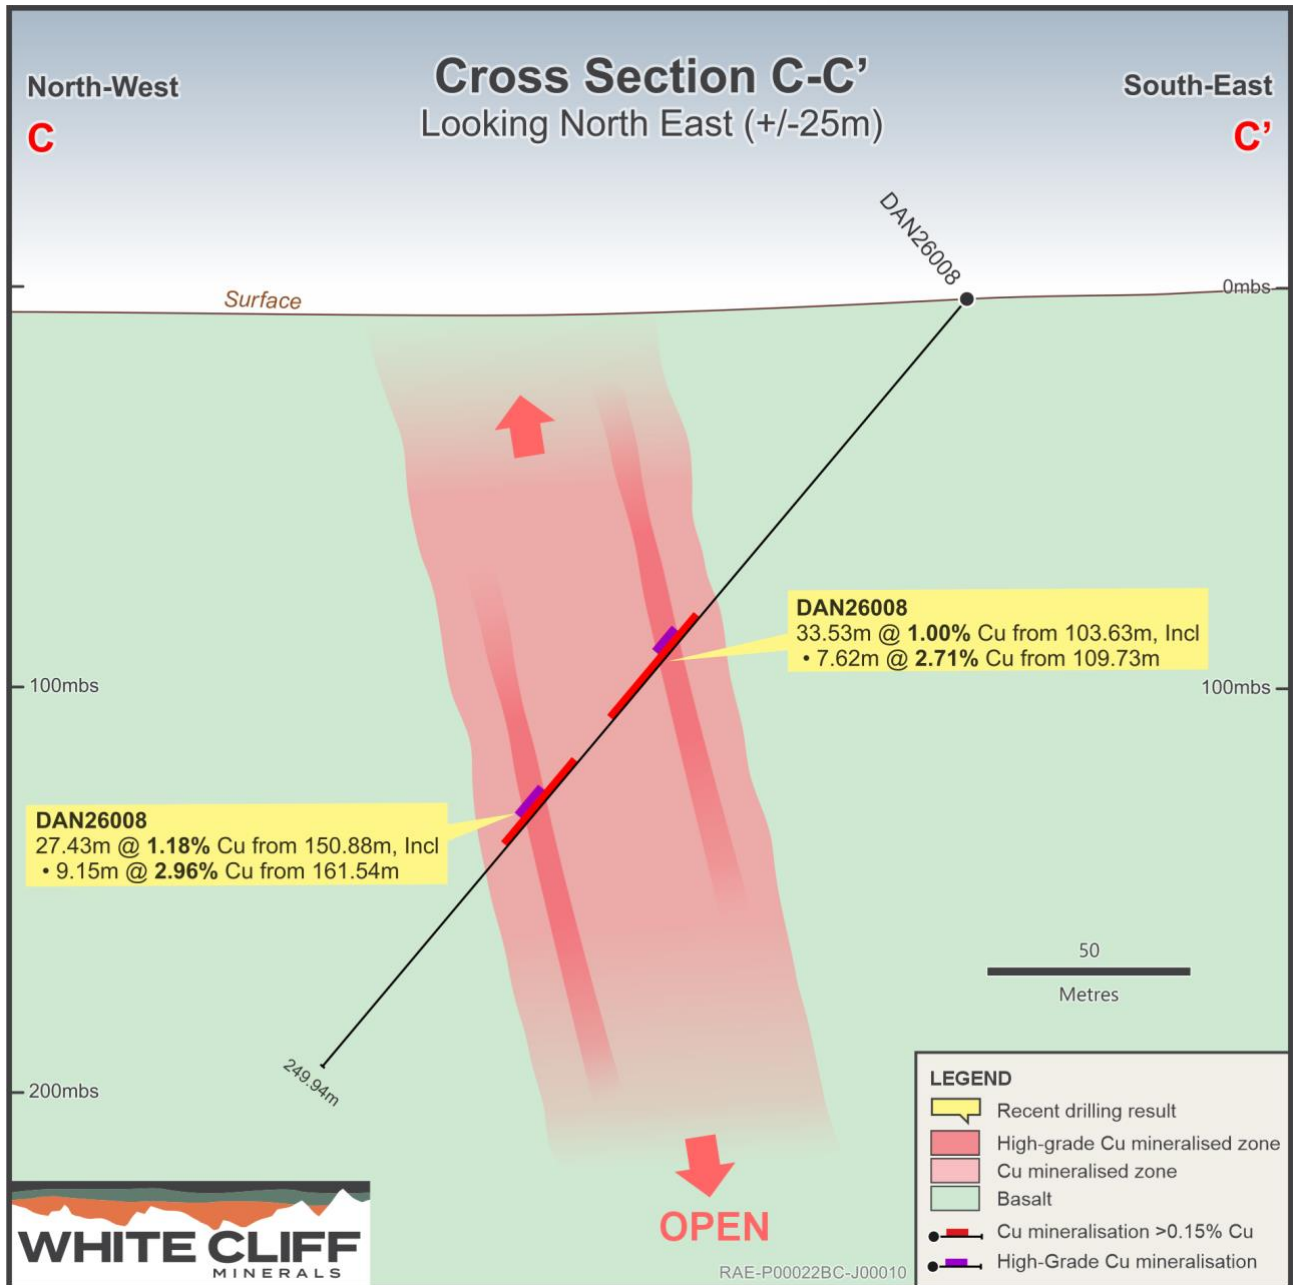 Cross Section C-C’
Looking North East (+/-25m)
North-West
C
South-East
C’
DAN26008
0mbs
Surface
DAN26008
33.53m @ 1.00% Cu from 103.63m, Incl
• 7.62m @ 2.71% Cu from 109.73m
100mbs
100mbs
DAN26008
27.43m @ 1.18% Cu from 150.88m, Incl
• 9.15m @ 2.96% Cu from 161.54m
50
Metres
249.94m
200mbs
OPEN
LEGEND
Recent drilling result
High-grade Cu mineralised zone
Cu mineralised zone
Basalt
Cu mineralisation >0.15% Cu
High-Grade Cu mineralisation
WHITE CLIFF
MINERALS
RAE-P00022BC-J00010